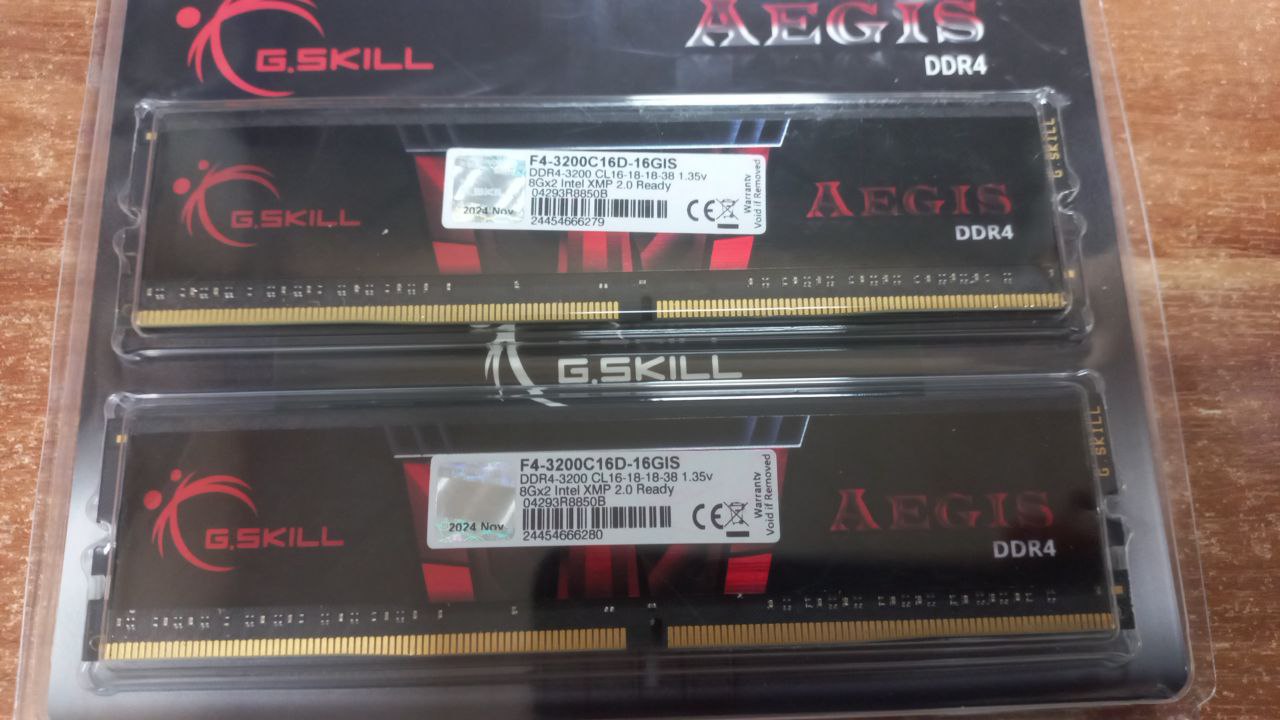 G.SKILL
AEGIS
DDR4
G.SKILL
F4-3200C16D-16GIS
DDR4-3200 CL16-18-18-38 1.35v
8Gx2 Intel XMP 2.0 Ready
04293R8850B
2024 Nov
24454666279
CE
Warranty
Void if Removed
AEGIS
DDR4
G SKILL
G.SKILL
G.SKILL
F4-3200C16D-16GIS
DDR4-3200 CL16-18-18-38 1.35v
8Gx2 Intel XMP 2.0 Ready
04293R8850B
2024 Nov
24454666280
CE
Warranty
Void if Removed
AEGIS
DDR4
G SKILL